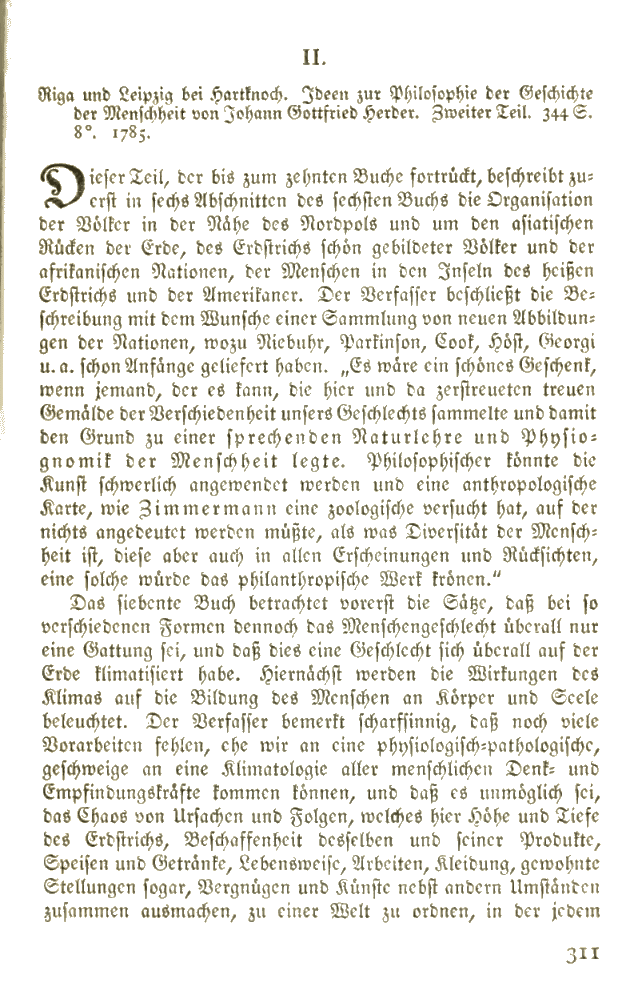 II.
Riga und Leipzig bei Hartknoch. Ideen zur Philosophie der Geschichte
der Menschheit von Johann Gottfried Herder. Zweiter Teil. 344 S.
8°. 1785.
Dieser Teil, der bis zum zehnten Buche fortrückt, beschreibt zu-
erst in sechs Abschnitten des sechsten Buchs die Organisation
der Völker in der Nähe des Nordpols und um den asiatischen
Rücken der Erde, des Erdstrichs schön gebildeter Völker und der
afrikanischen Nationen, der Menschen in den Inseln des heißen
Erdstrichs und der Amerikaner. Der Verfasser beschließt die Be-
schreibung mit dem Wunsche einer Sammlung von neuen Abbildun-
gen der Nationen, wozu Niebuhr, Parkinson, Cook, Höst, Georgi
u. a. schon Anfänge geliefert haben. „Es wäre ein schönes Geschenk,
wenn jemand, der es kann, die hier und da zerstreueten treuen
Gemälde der Verschiedenheit unsers Geschlechts sammelte und damit
den Grund zu einer sprechenden Naturlehre und Physio-
gnomik der Menschheit legte. Philosophischer könnte die
Kunst schwerlich angewendet werden und eine anthropologische
Karte, wie Zimmermann eine zoologische versucht hat, auf der
nichts angedeutet werden müßte, als was Diversität der Mensch-
heit ist, diese aber auch in allen Erscheinungen und Rücksichten,
eine solche würde das philanthropische Werk krönen.“
Das siebente Buch betrachtet vorerst die Sätze, daß bei so
verschiedenen Formen dennoch das Menschengeschlecht überall nur
eine Gattung sei, und daß dies eine Geschlecht sich überall auf der
Erde klimatisiert habe. Hiernächst werden die Wirkungen des
Klimas auf die Bildung des Menschen an Körper und Seele
beleuchtet. Der Verfasser bemerkt scharfsinnig, daß noch viele
Vorarbeiten fehlen, ehe wir an eine physiologisch-pathologische,
geschweige an eine Klimatologie aller menschlichen Denk- und
Empfindungskräfte kommen können, und daß es unmöglich sei,
das Chaos von Ursachen und Folgen, welches hier Höhe und Tiefe
des Erdstrichs, Beschaffenheit desselben und seiner Produkte,
Speisen und Getränke, Lebensweise, Arbeiten, Kleidung, gewohnte
Stellungen sogar, Vergnügen und Künste nebst andern Umständen
zusammen ausmachen, zu einer Welt zu ordnen, in der jedem
311